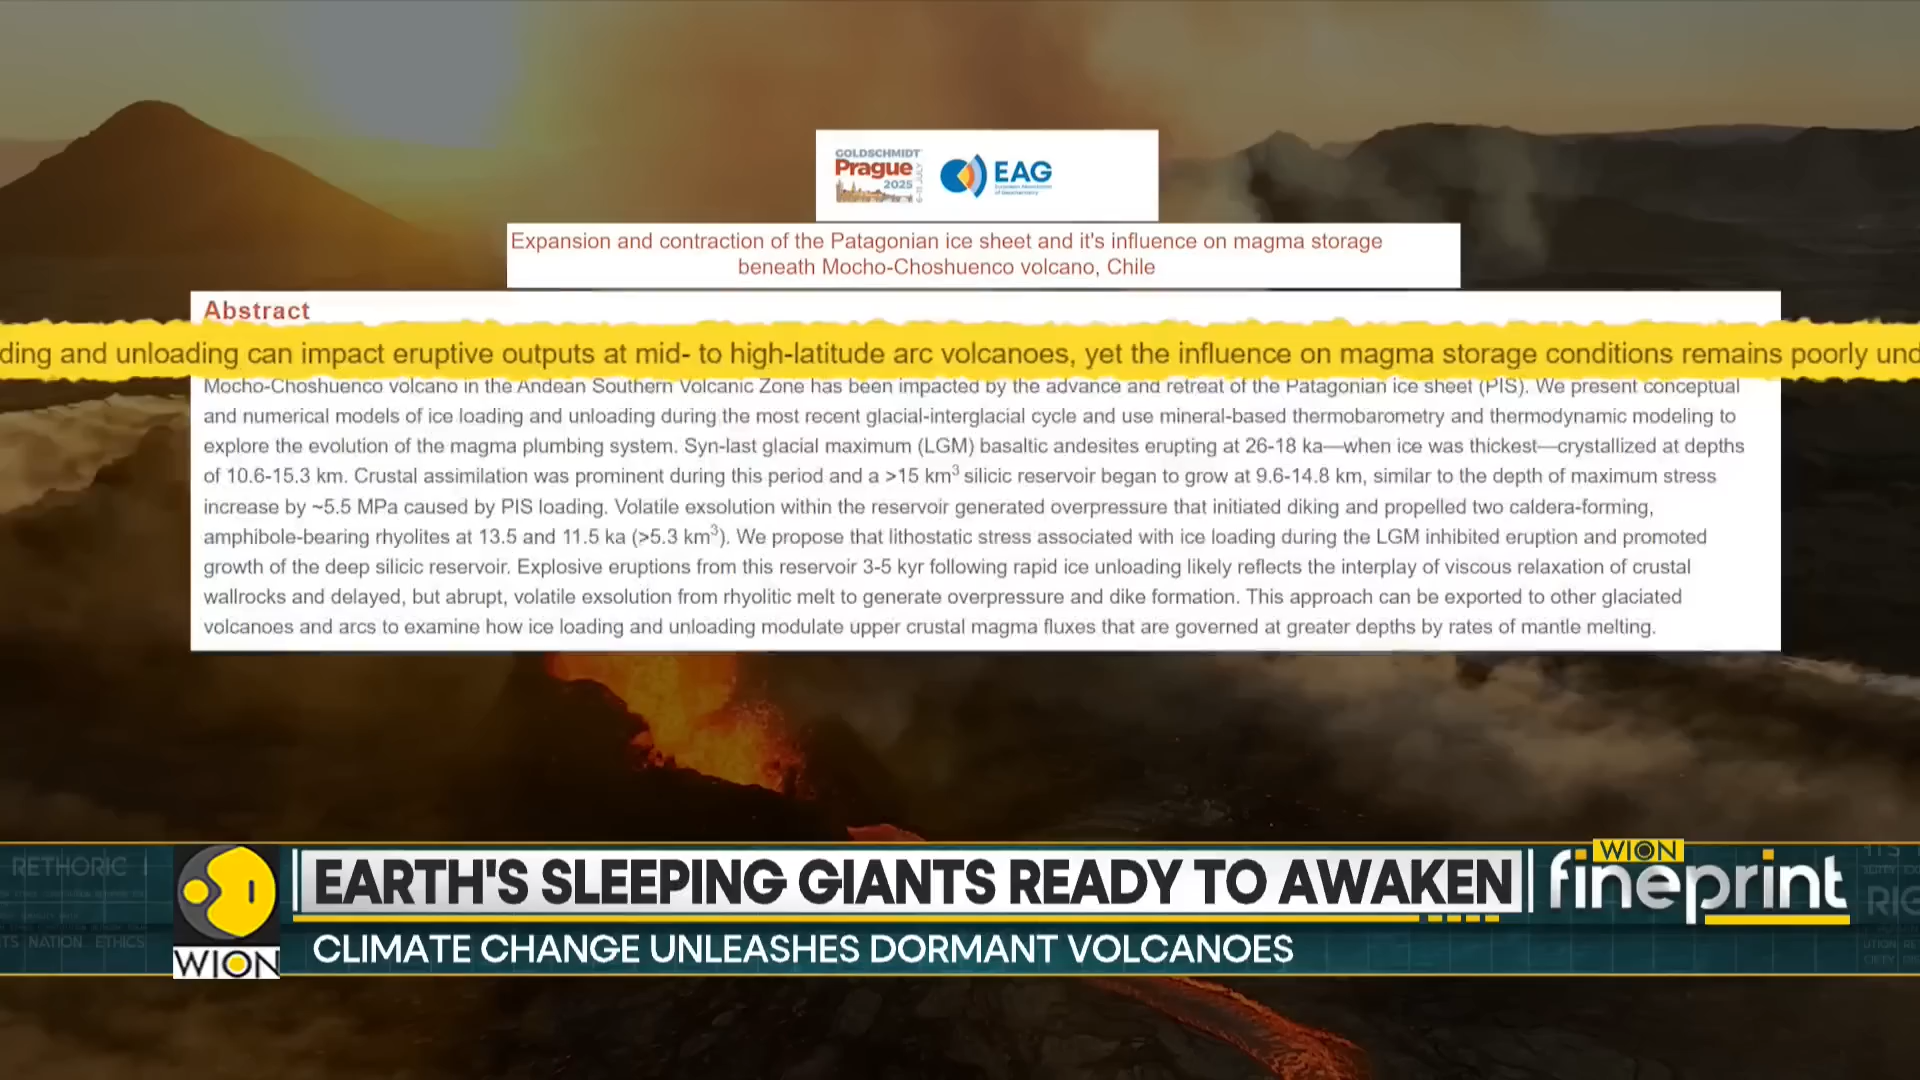 GOLDSCHMIDT
Prague
2025
6-11 JULY
EAG
European Association
of Geochemistry
Expansion and contraction of the Patagonian ice sheet and it's influence on magma storage
beneath Mocho-Choshuenco volcano, Chile
Abstract
ding and unloading can impact eruptive outputs at mid- to high-latitude arc volcanoes, yet the influence on magma storage conditions remains poorly und
Mocho-Choshuenco volcano in the Andean Southern Volcanic Zone has been impacted by the advance and retreat of the Patagonian ice sheet (PIS). We present conceptual
and numerical models of ice loading and unloading during the most recent glacial-interglacial cycle and use mineral-based thermobarometry and thermodynamic modeling to
explore the evolution of the magma plumbing system. Syn-last glacial maximum (LGM) basaltic andesites erupting at 26-18 ka—when ice was thickest—crystallized at depths
of 10.6-15.3 km. Crustal assimilation was prominent during this period and a >15 km³ silicic reservoir began to grow at 9.6-14.8 km, similar to the depth of maximum stress
increase by ~5.5 MPa caused by PIS loading. Volatile exsolution within the reservoir generated overpressure that initiated diking and propelled two caldera-forming,
amphibole-bearing rhyolites at 13.5 and 11.5 ka (>5.3 km³). We propose that lithostatic stress associated with ice loading during the LGM inhibited eruption and promoted
growth of the deep silicic reservoir. Explosive eruptions from this reservoir 3-5 kyr following rapid ice unloading likely reflects the interplay of viscous relaxation of crustal
wallrocks and delayed, but abrupt, volatile exsolution from rhyolitic melt to generate overpressure and dike formation. This approach can be exported to other glaciated
volcanoes and arcs to examine how ice loading and unloading modulate upper crustal magma fluxes that are governed at greater depths by rates of mantle melting.
RETHORIC
TS NATION ETHICS
WION
EARTH'S SLEEPING GIANTS READY TO AWAKEN
CLIMATE CHANGE UNLEASHES DORMANT VOLCANOES
WION
fineprint
RIG